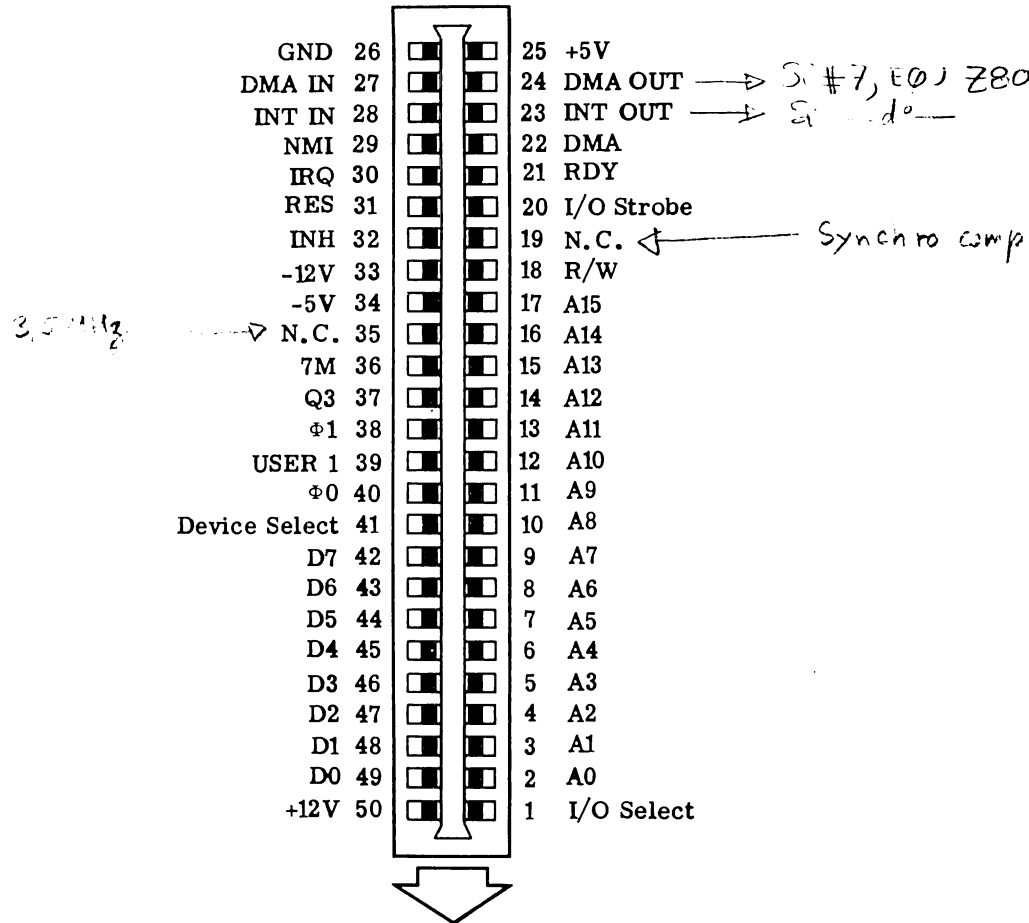 GND 26 25 +5V
DMA IN 27 24 DMA OUT #7, Z80
INT IN 28 23 INT OUT
NMI 29 22 DMA
IRQ 30 21 RDY
RES 31 20 I/O Strobe
INH 32 19 N.C. Synchro comp
-12V 33 18 R/W
-5V 34 17 A15
N.C. 35 16 A14
7M 36 15 A13
Q3 37 14 A12
Φ1 38 13 A11
USER 1 39 12 A10
Φ0 40 11 A9
Device Select 41 10 A8
D7 42 9 A7
D6 43 8 A6
D5 44 7 A5
D4 45 6 A4
D3 46 5 A3
D2 47 4 A2
D1 48 3 A1
D0 49 2 A0
+12V 50 1 I/O Select